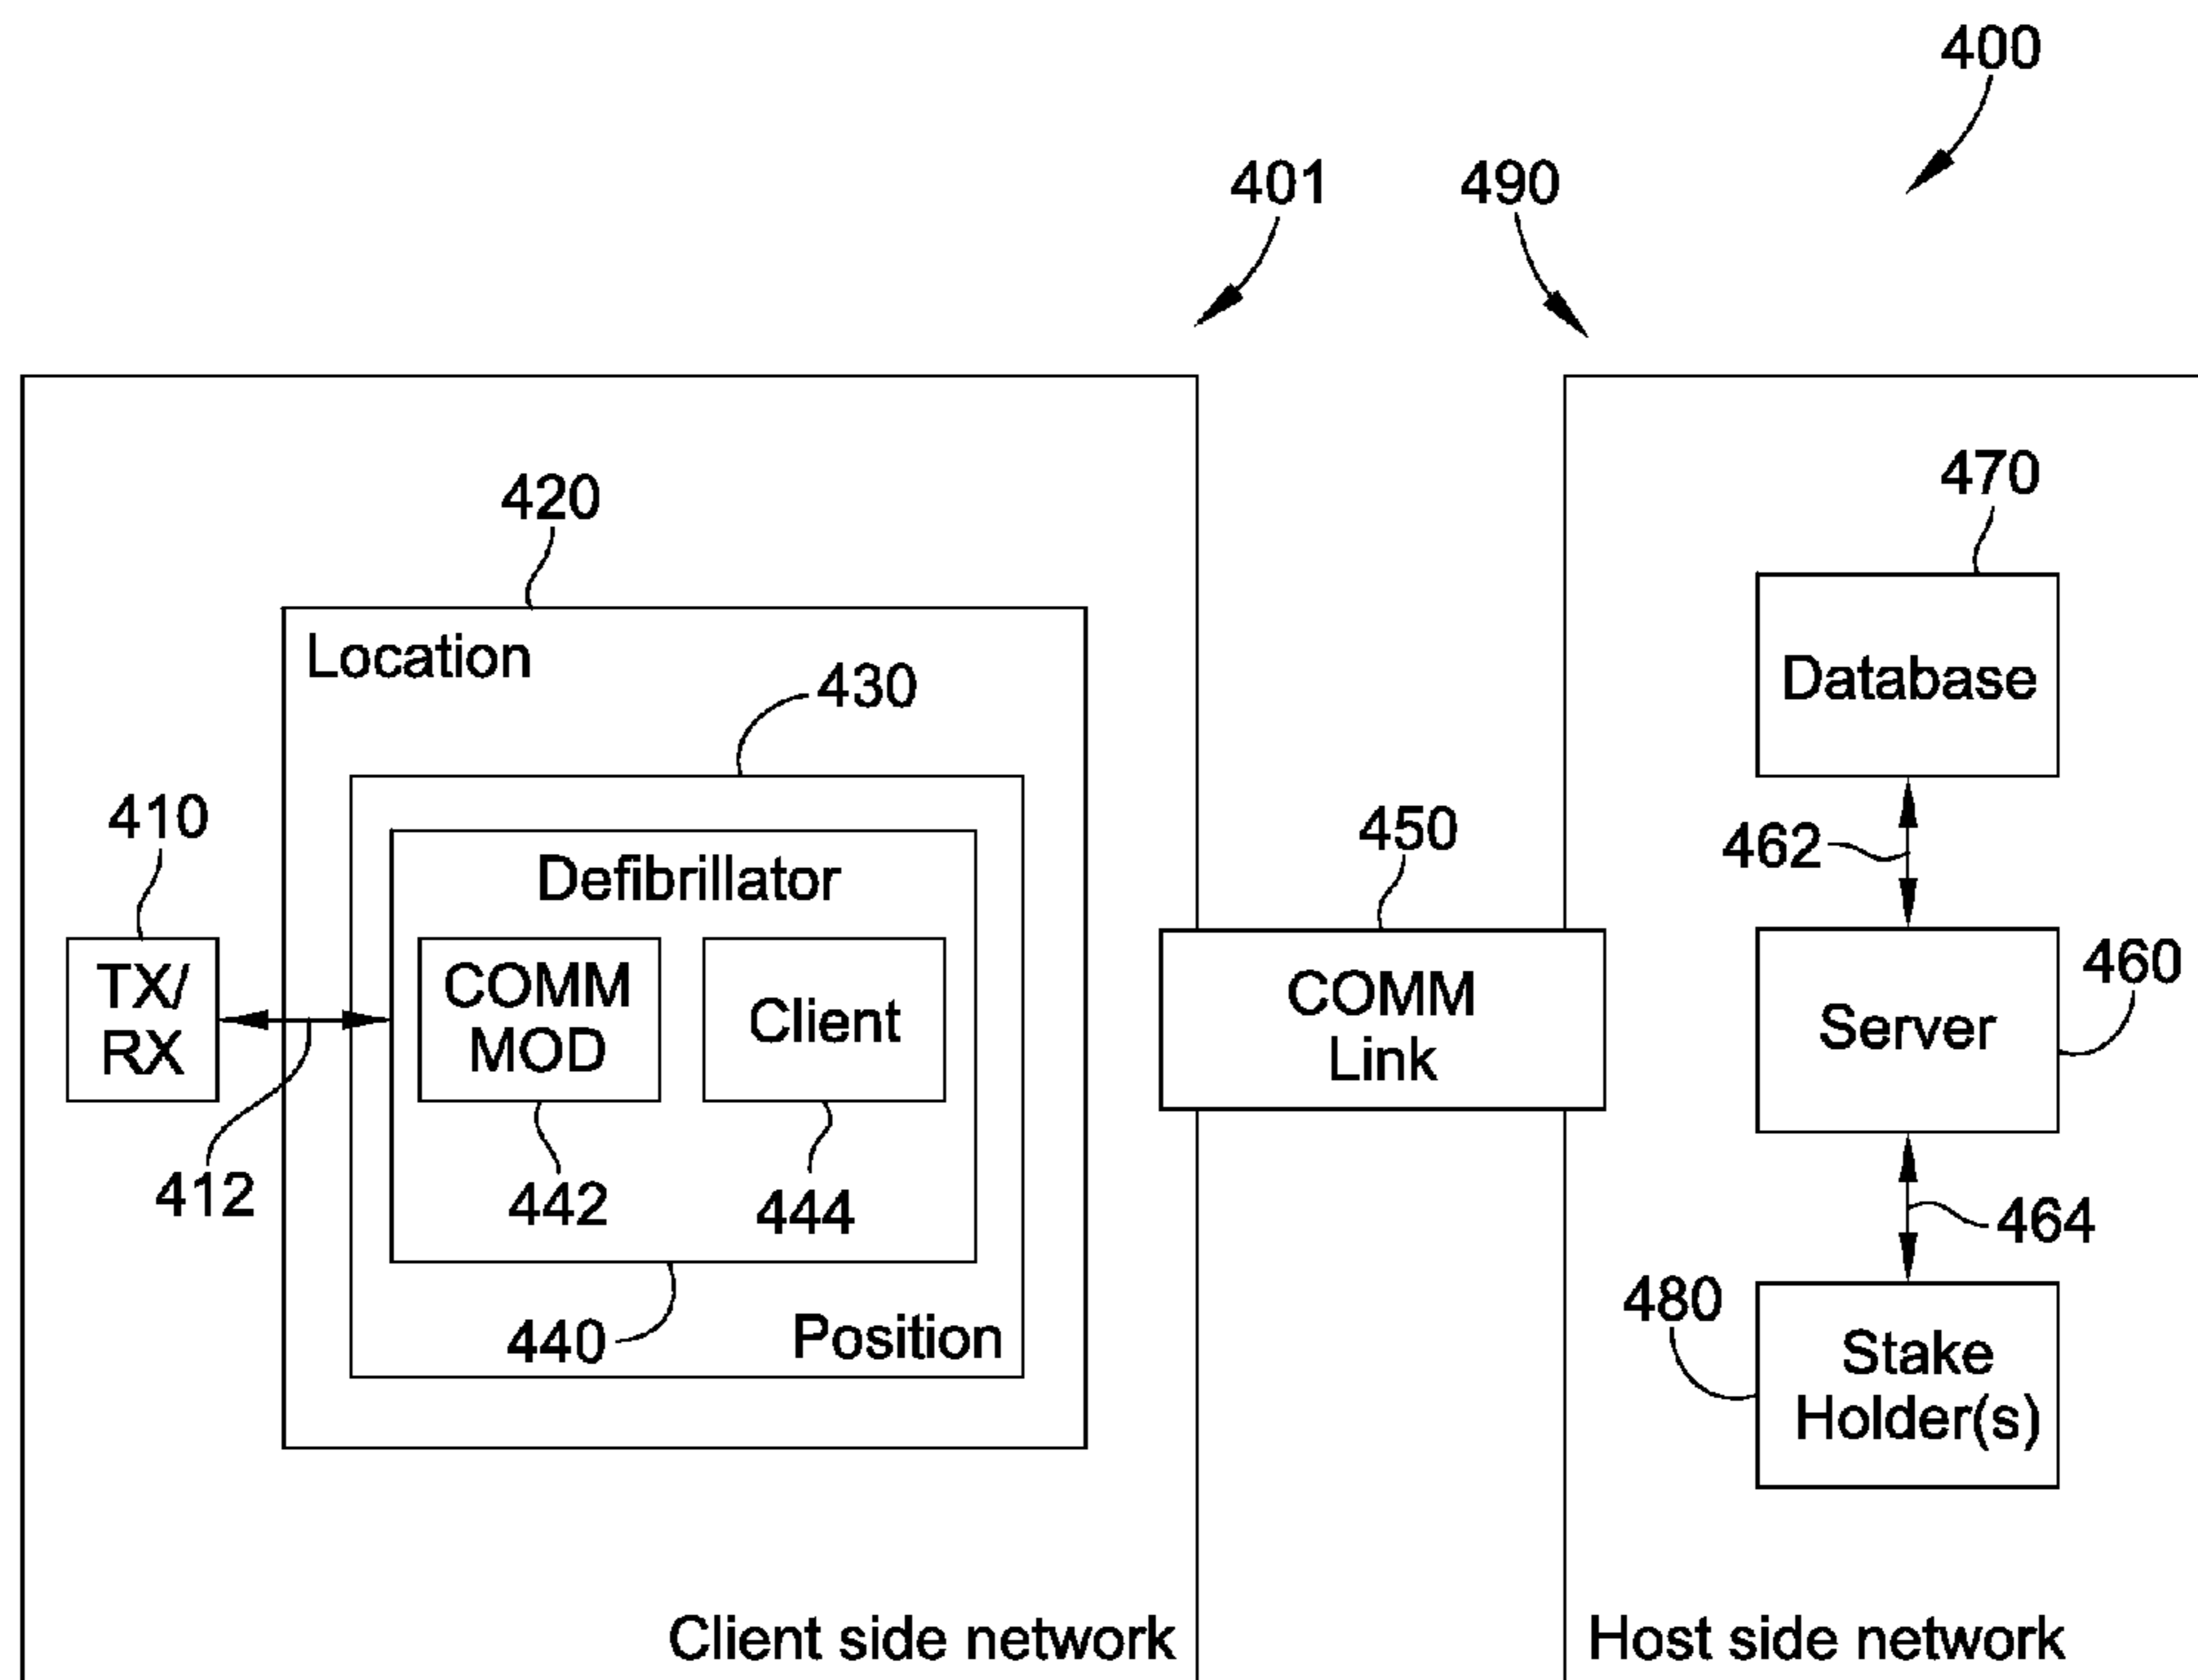 400
401
490
420
470
Location
430
Database
410
450
462
Defibrillator
TX/
RX
COMM
MOD
Client
COMM
Link
460
Server
412
442
444
464
480
440
Position
Stake
Holder(s)
Client side network
Host side network